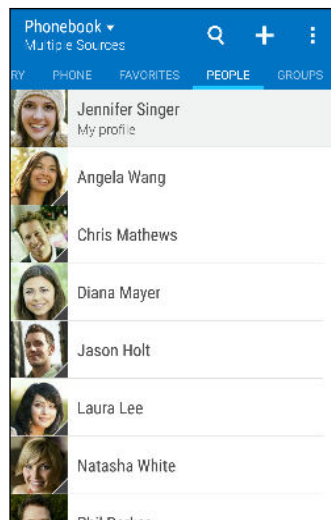 Phonebook
Multiple Sources
RY PHONE FAVORITES PEOPLE GROUPS
Jennifer Singer
My profile
Angela Wang
Chris Mathews
Diana Mayer
Jason Holt
Laura Lee
Natasha White